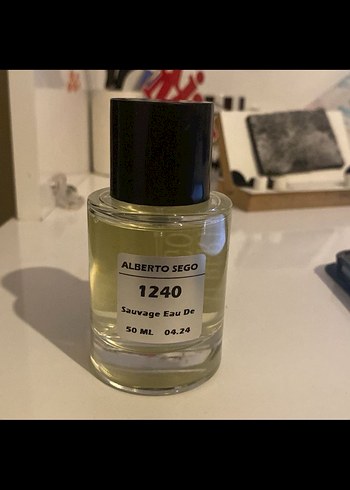 ALBERTO SEGO
1240
Sauvage Eau De
50 ML 04.24